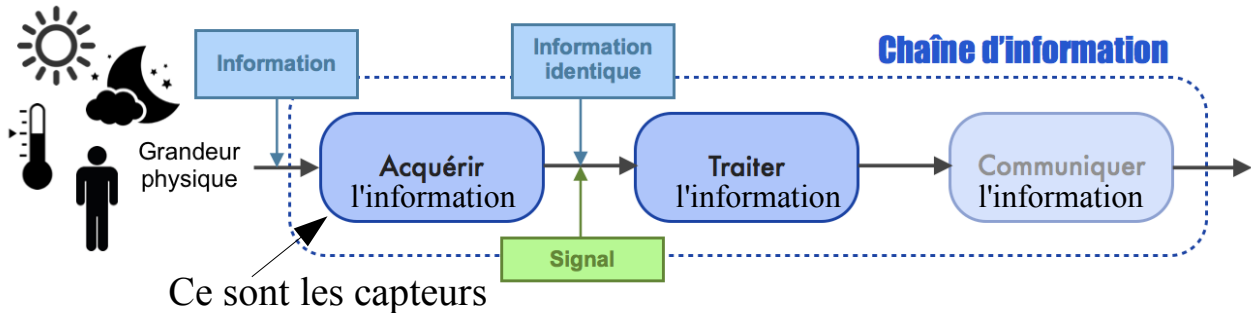 Chaîne d'information
Information
Information
identique
Grandeur
physique
Acquérir
l'information
Traiter
l'information
Communiquer
l'information
Signal
Ce sont les capteurs